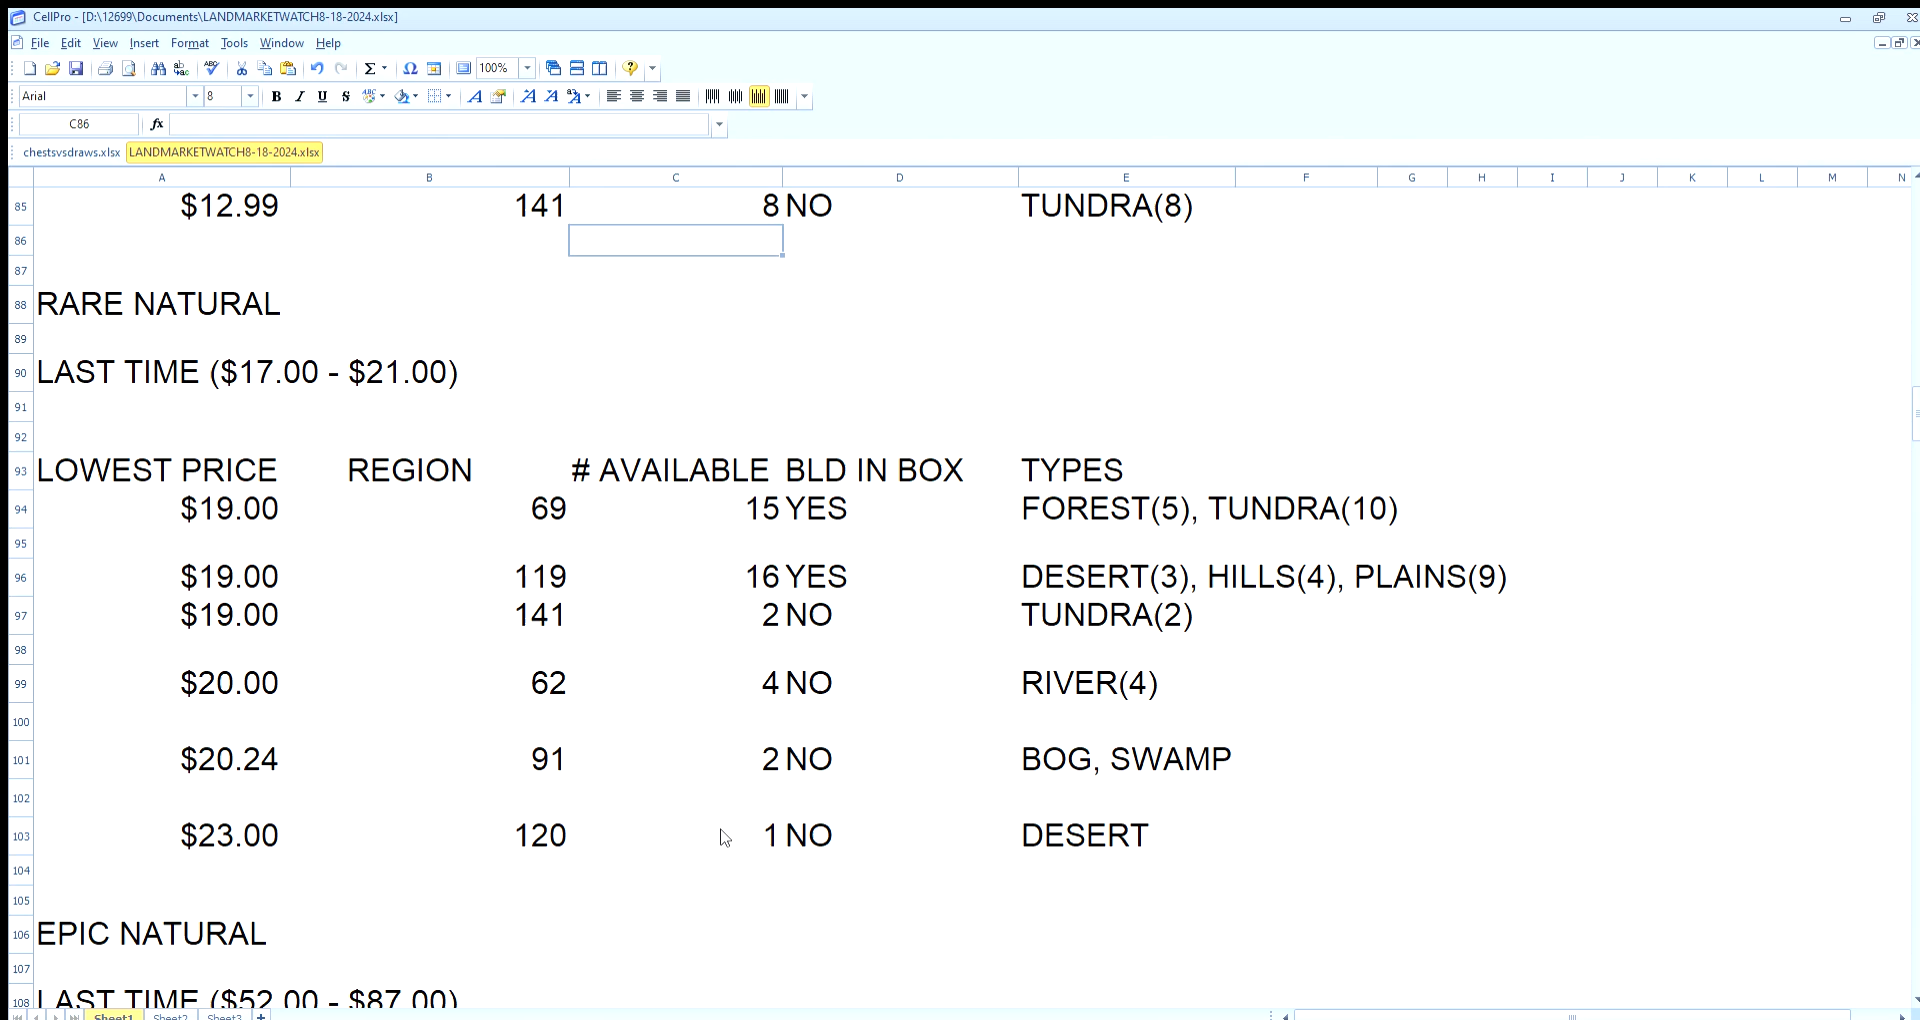 CellPro - [D:\12699\Documents\LANDMARKETWATCH8-18-2024.xlsx]
File Edit View Insert Format Tools Window Help
100%
Arial 8 B I U S
C86 fx
chestsvsdraws.xlsx LANDMARKETWATCH8-18-2024.xlsx
A B C D E F G H I J K L M N
85 $12.99 141 8 NO TUNDRA(8)
86
87
88 RARE NATURAL
89
90 LAST TIME ($17.00 - $21.00)
91
92
93 LOWEST PRICE REGION # AVAILABLE BLD IN BOX TYPES
94 $19.00 69 15 YES FOREST(5), TUNDRA(10)
95
96 $19.00 119 16 YES DESERT(3), HILLS(4), PLAINS(9)
97 $19.00 141 2 NO TUNDRA(2)
98
99 $20.00 62 4 NO RIVER(4)
100
101 $20.24 91 2 NO BOG, SWAMP
102
103 $23.00 120 1 NO DESERT
104
105
106 EPIC NATURAL
107
108 LAST TIME ($52.00 - $87.00)
Sheet1 Sheet2 Sheet3 +